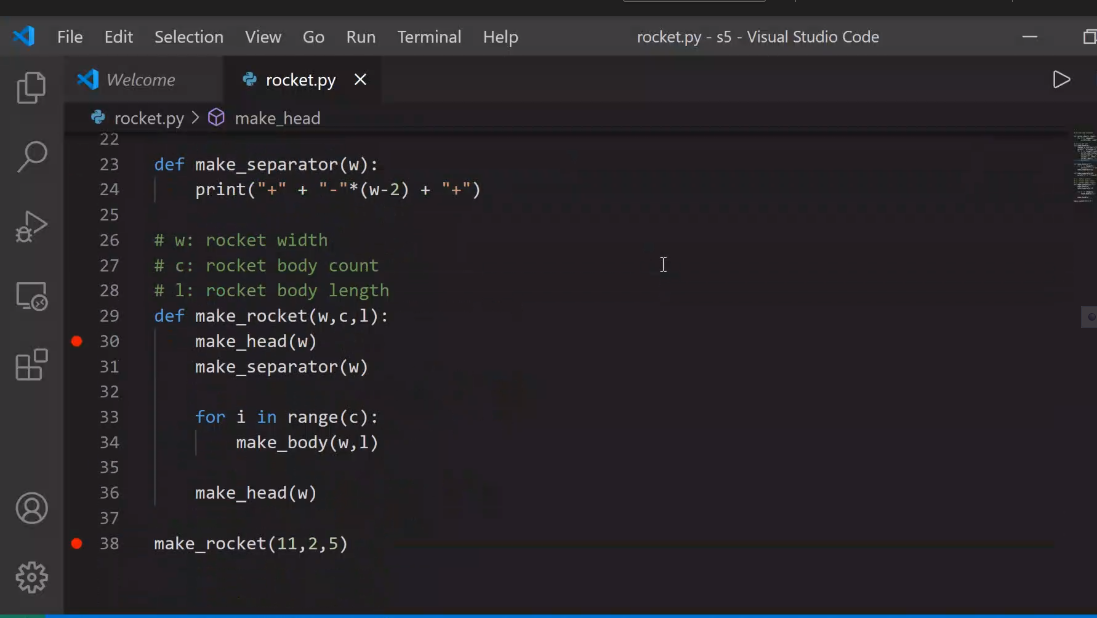 File Edit Selection View Go Run Terminal Help rocket.py - s5 - Visual Studio Code
Welcome rocket.py
rocket.py > make_head
22
23 def make_separator(w):
24 print("+" + "-"*(w-2) + "+")
25
26 # w: rocket width
27 # c: rocket body count
28 # l: rocket body length
29 def make_rocket(w,c,l):
30 make_head(w)
31 make_separator(w)
32
33 for i in range(c):
34 make_body(w,l)
35
36 make_head(w)
37
38 make_rocket(11,2,5)